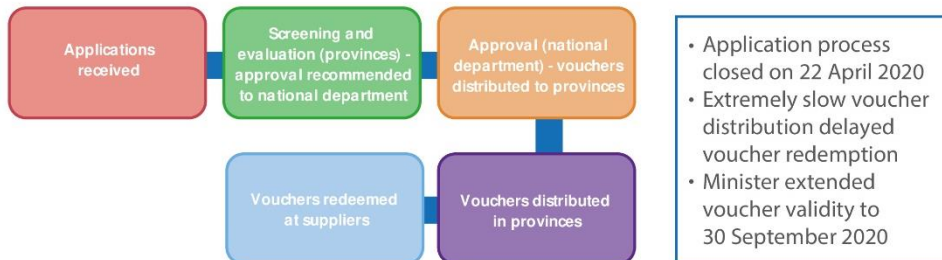 Applications
received
Screening and
evaluation (provinces) -
approval recommended
to national department
Approval (national
department) - vouchers
distributed to provinces
Vouchers distributed
in provinces
Vouchers redeemed
at suppliers
• Application process
closed on 22 April 2020
• Extremely slow voucher
distribution delayed
voucher redemption
• Minister extended
voucher validity to
30 September 2020